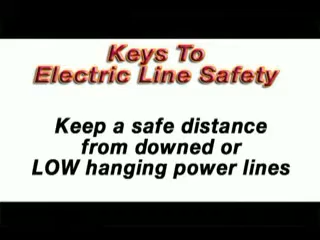 Keys To
Electric Line Safety
Keep a safe distance
from downed or
LOW hanging power lines